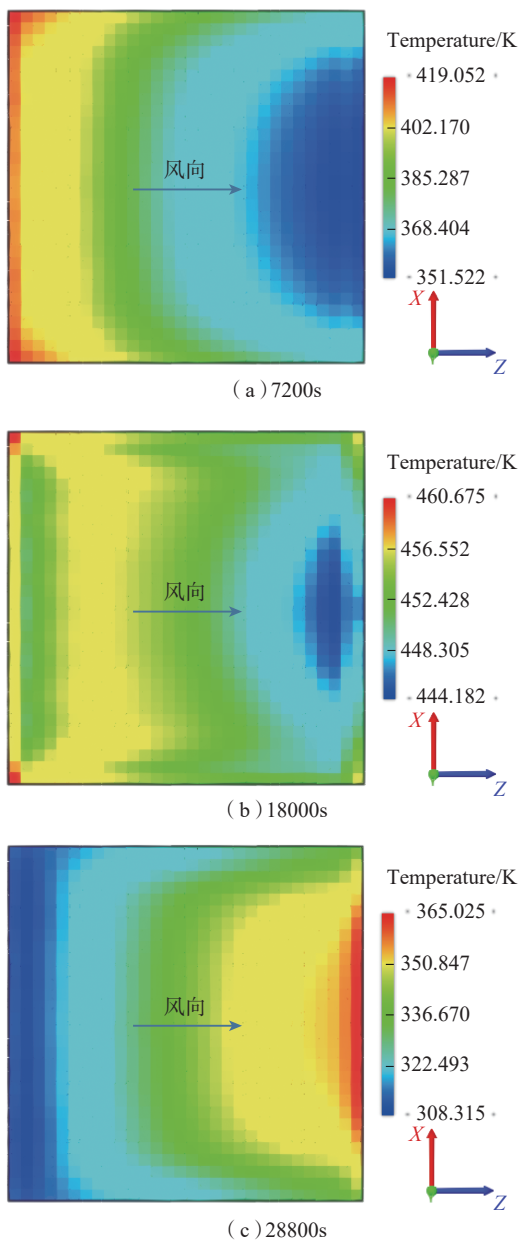 Temperature/K
419.052
402.170
385.287
368.404
351.522
风向
X
Z
（a）7200s
Temperature/K
460.675
456.552
452.428
448.305
444.182
风向
X
Z
（b）18000s
Temperature/K
365.025
350.847
336.670
322.493
308.315
风向
X
Z
（c）28800s